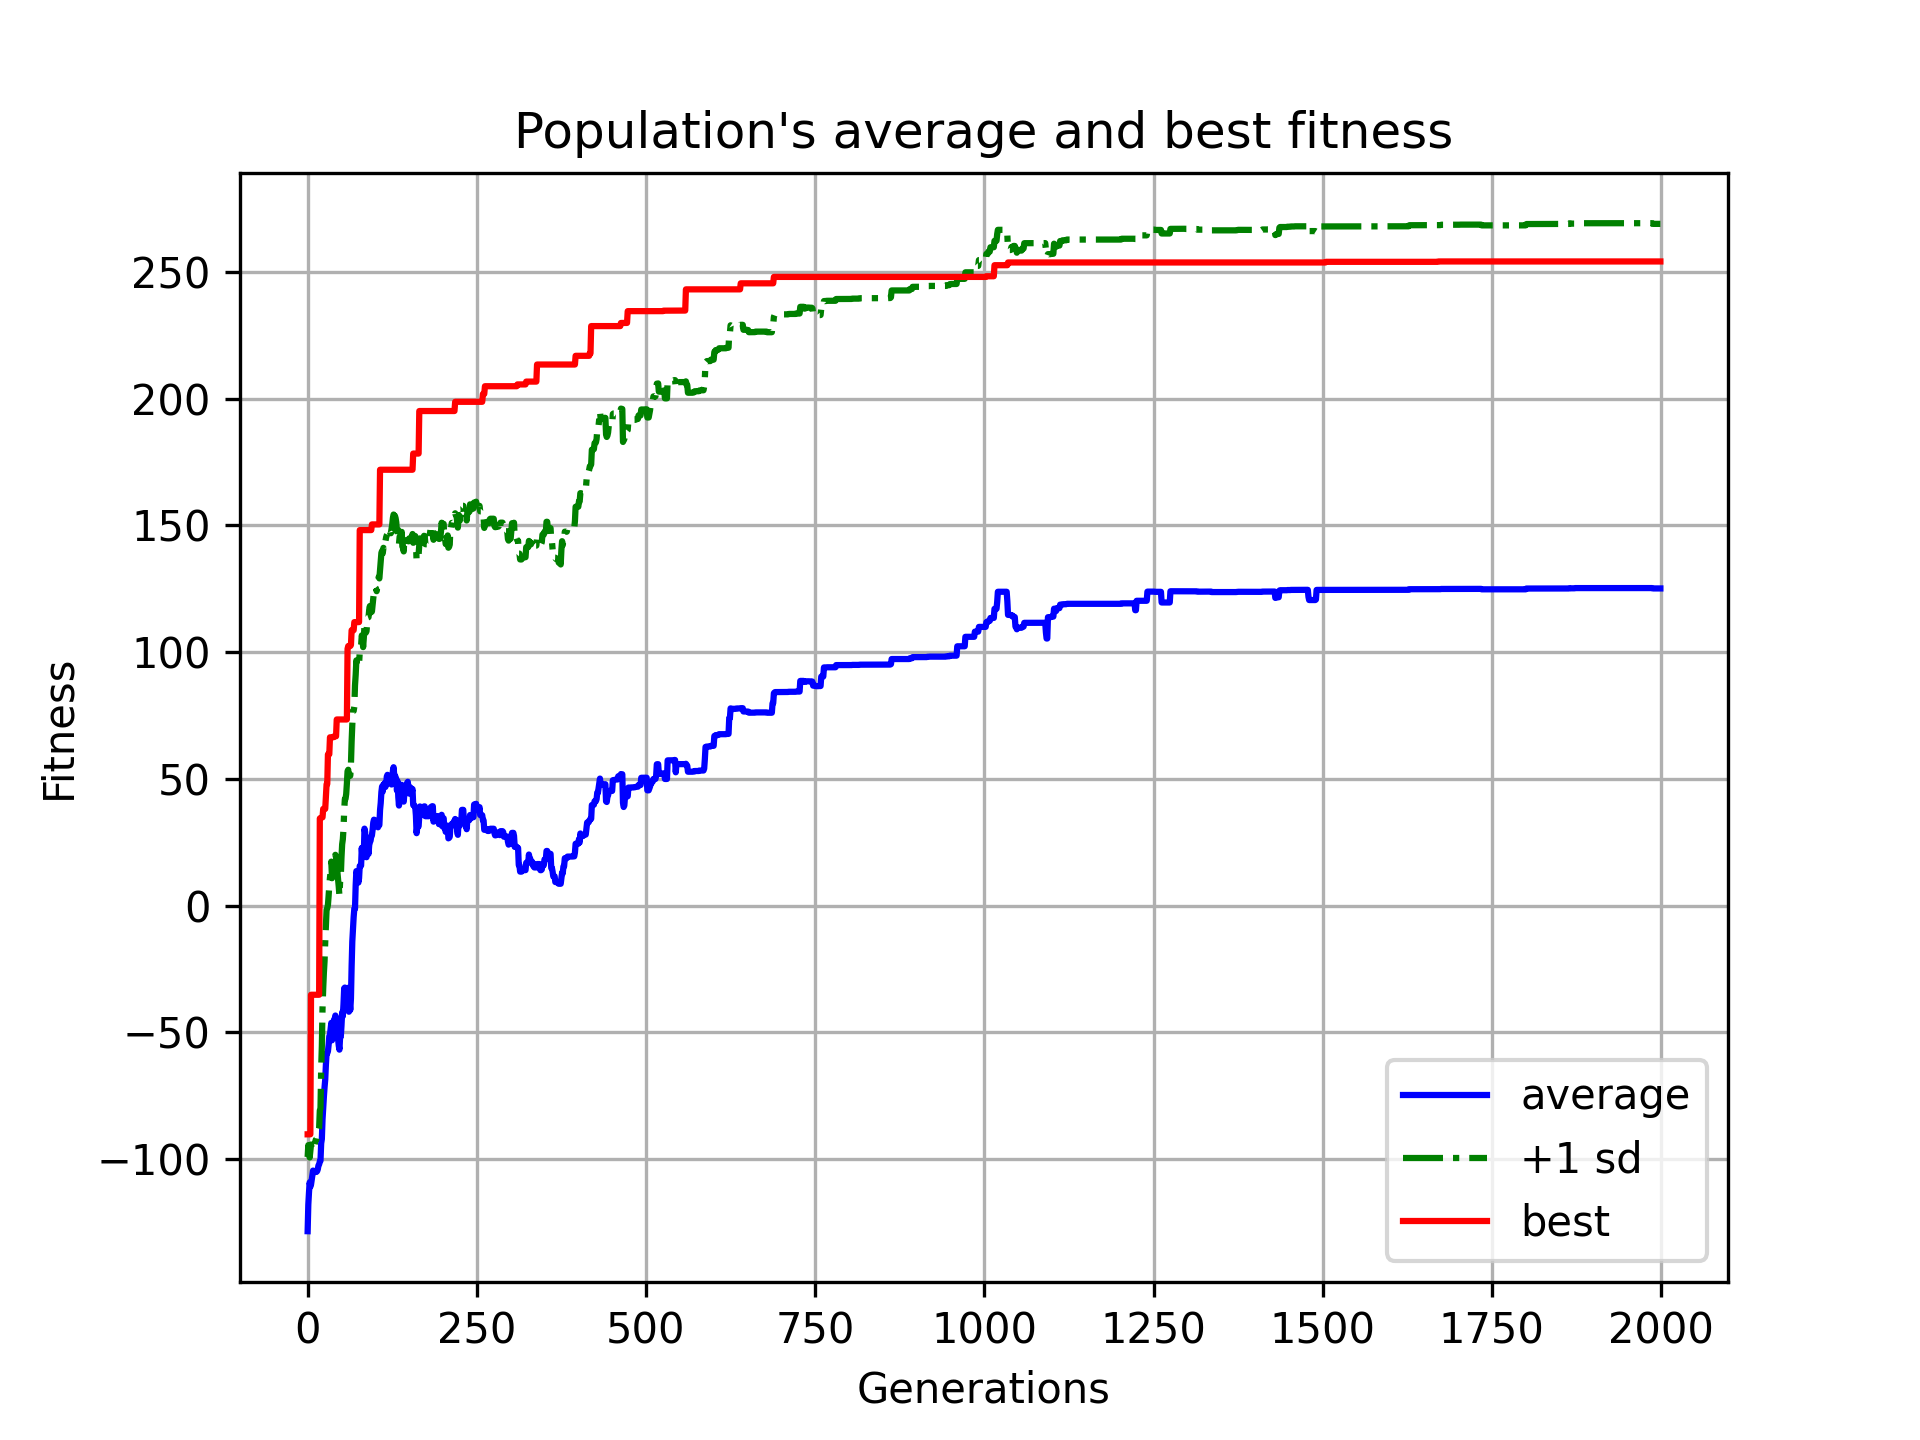 Population's average and best fitness
Fitness
250
200
150
100
50
0
−50
−100
0 250 500 750 1000 1250 1500 1750 2000
Generations
average
+1 sd
best